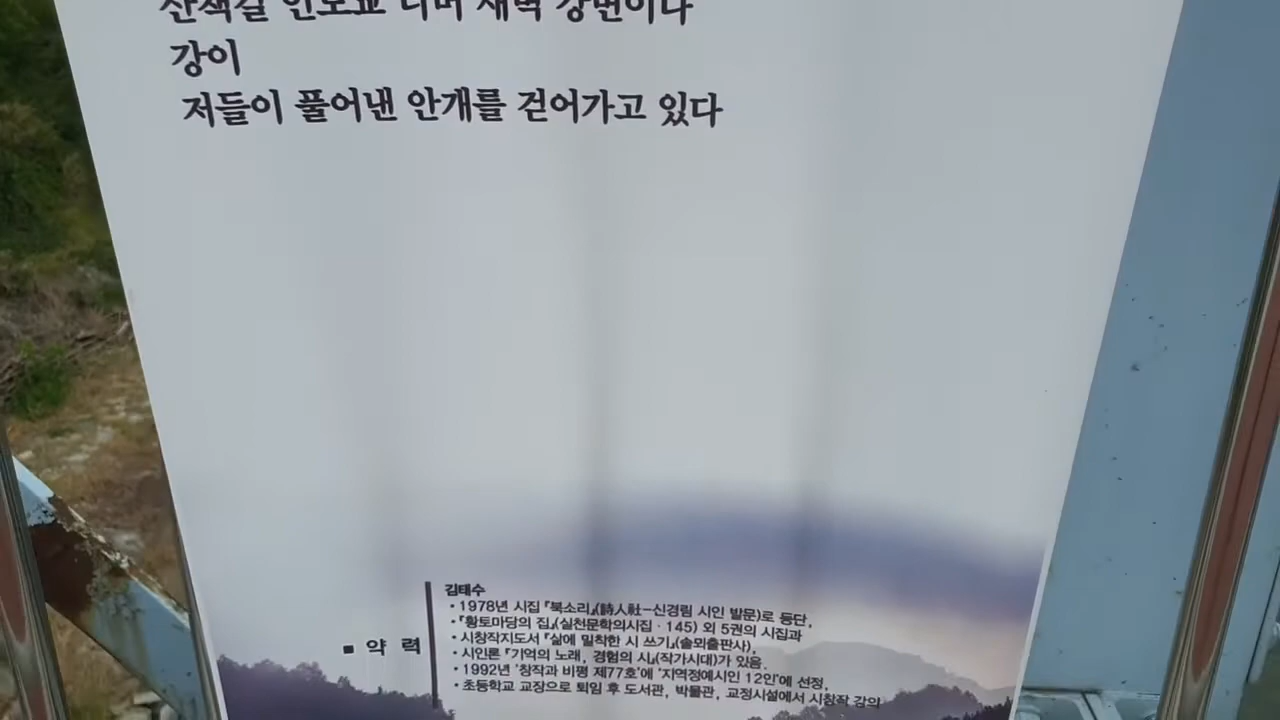 산책길 인도교 너머 새벽 강변이다
강이
저들이 풀어낸 안개를 걷어가고 있다
김태수
• 1978년 시집『북소리』(詩人社-신경림 시인 발문)로 등단,
•『황토마당의 집』(실천문학의시집 · 145) 외 5권의 시집과
• 시창작지도서『삶에 밀착한 시 쓰기』(솔뫼출판사),
■ 약 력
• 시인론『기억의 노래, 경험의 시』(작가시대)가 있음.
• 1992년 '창작과 비평 제77호'에 '지역정예시인 12인'에 선정,
• 초등학교 교장으로 퇴임 후 도서관, 박물관, 교정시설에서 시창작 강의